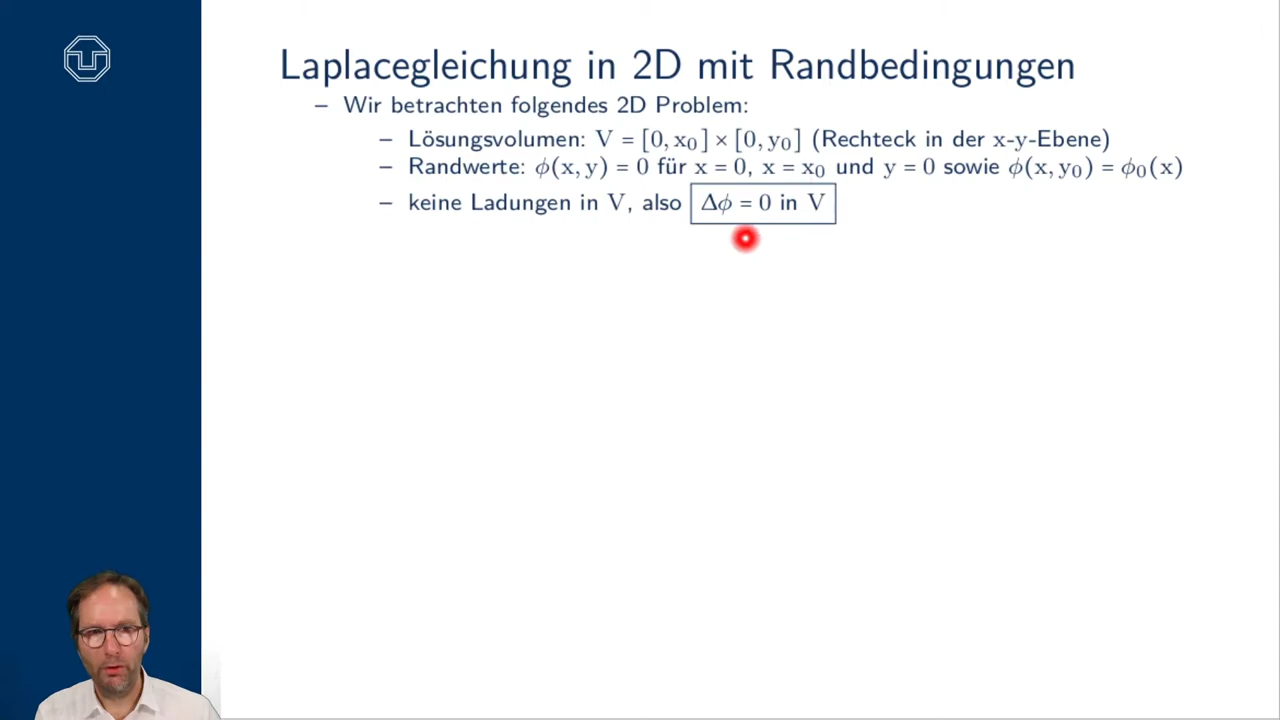 Laplacegleichung in 2D mit Randbedingungen
– Wir betrachten folgendes 2D Problem:
– Lösungsvolumen: V = [0, x₀] × [0, y₀] (Rechteck in der x-y-Ebene)
– Randwerte: ϕ(x, y) = 0 für x = 0, x = x₀ und y = 0 sowie ϕ(x, y₀) = ϕ₀(x)
– keine Ladungen in V, also Δϕ = 0 in V